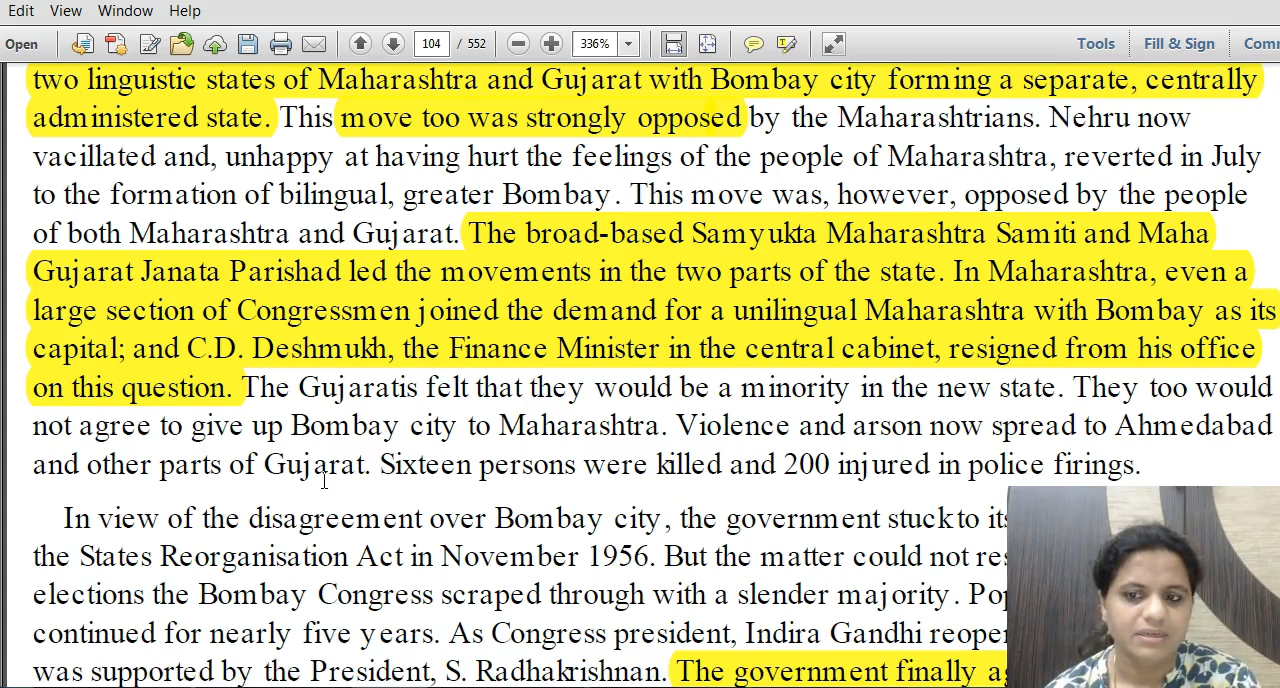 Edit View Window Help
Open 104 / 552 336% Tools Fill & Sign Comm
two linguistic states of Maharashtra and Gujarat with Bombay city forming a separate, centrally
administered state. This move too was strongly opposed by the Maharashtrians. Nehru now
vacillated and, unhappy at having hurt the feelings of the people of Maharashtra, reverted in July
to the formation of bilingual, greater Bombay. This move was, however, opposed by the people
of both Maharashtra and Gujarat. The broad-based Samyukta Maharashtra Samiti and Maha
Gujarat Janata Parishad led the movements in the two parts of the state. In Maharashtra, even a
large section of Congressmen joined the demand for a unilingual Maharashtra with Bombay as its
capital; and C.D. Deshmukh, the Finance Minister in the central cabinet, resigned from his office
on this question. The Gujaratis felt that they would be a minority in the new state. They too would
not agree to give up Bombay city to Maharashtra. Violence and arson now spread to Ahmedabad
and other parts of Gujarat. Sixteen persons were killed and 200 injured in police firings.
In view of the disagreement over Bombay city, the government stuck to its
the States Reorganisation Act in November 1956. But the matter could not res
elections the Bombay Congress scraped through with a slender majority. Pop
continued for nearly five years. As Congress president, Indira Gandhi reopen
was supported by the President, S. Radhakrishnan. The government finally ag